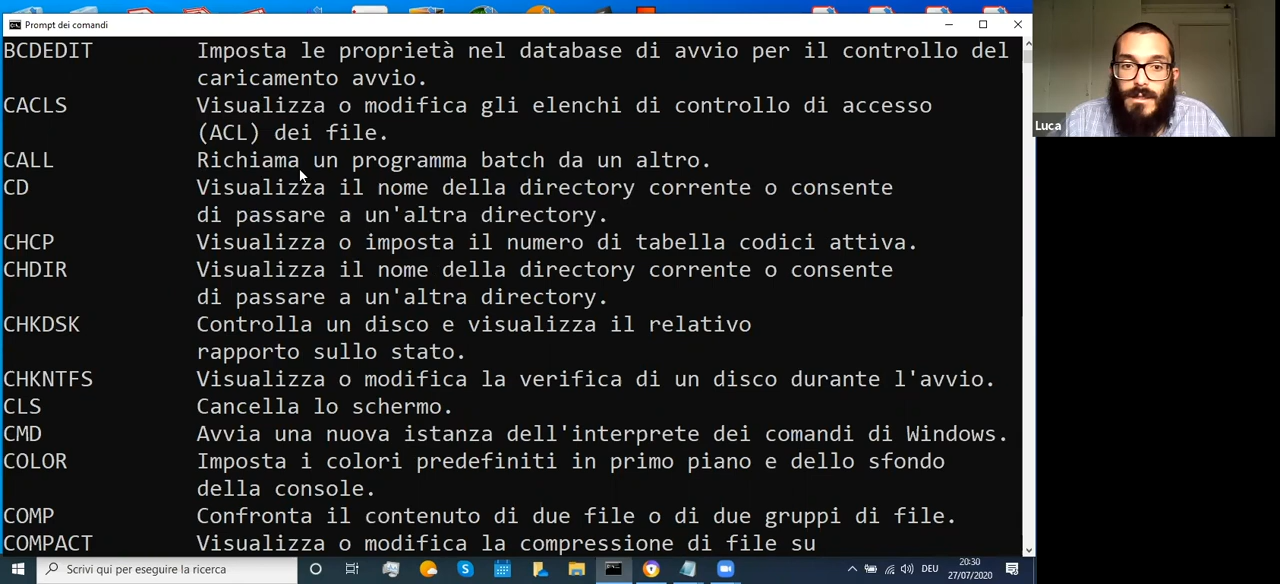 Prompt dei comandi
BCDEDIT Imposta le proprietà nel database di avvio per il controllo del
caricamento avvio.
CACLS Visualizza o modifica gli elenchi di controllo di accesso
(ACL) dei file.
CALL Richiama un programma batch da un altro.
CD Visualizza il nome della directory corrente o consente
di passare a un'altra directory.
CHCP Visualizza o imposta il numero di tabella codici attiva.
CHDIR Visualizza il nome della directory corrente o consente
di passare a un'altra directory.
CHKDSK Controlla un disco e visualizza il relativo
rapporto sullo stato.
CHKNTFS Visualizza o modifica la verifica di un disco durante l'avvio.
CLS Cancella lo schermo.
CMD Avvia una nuova istanza dell'interprete dei comandi di Windows.
COLOR Imposta i colori predefiniti in primo piano e dello sfondo
della console.
COMP Confronta il contenuto di due file o di due gruppi di file.
COMPACT Visualizza o modifica la compressione di file su
Luca
Scrivi qui per eseguire la ricerca
DEU
20:30
27/07/2020